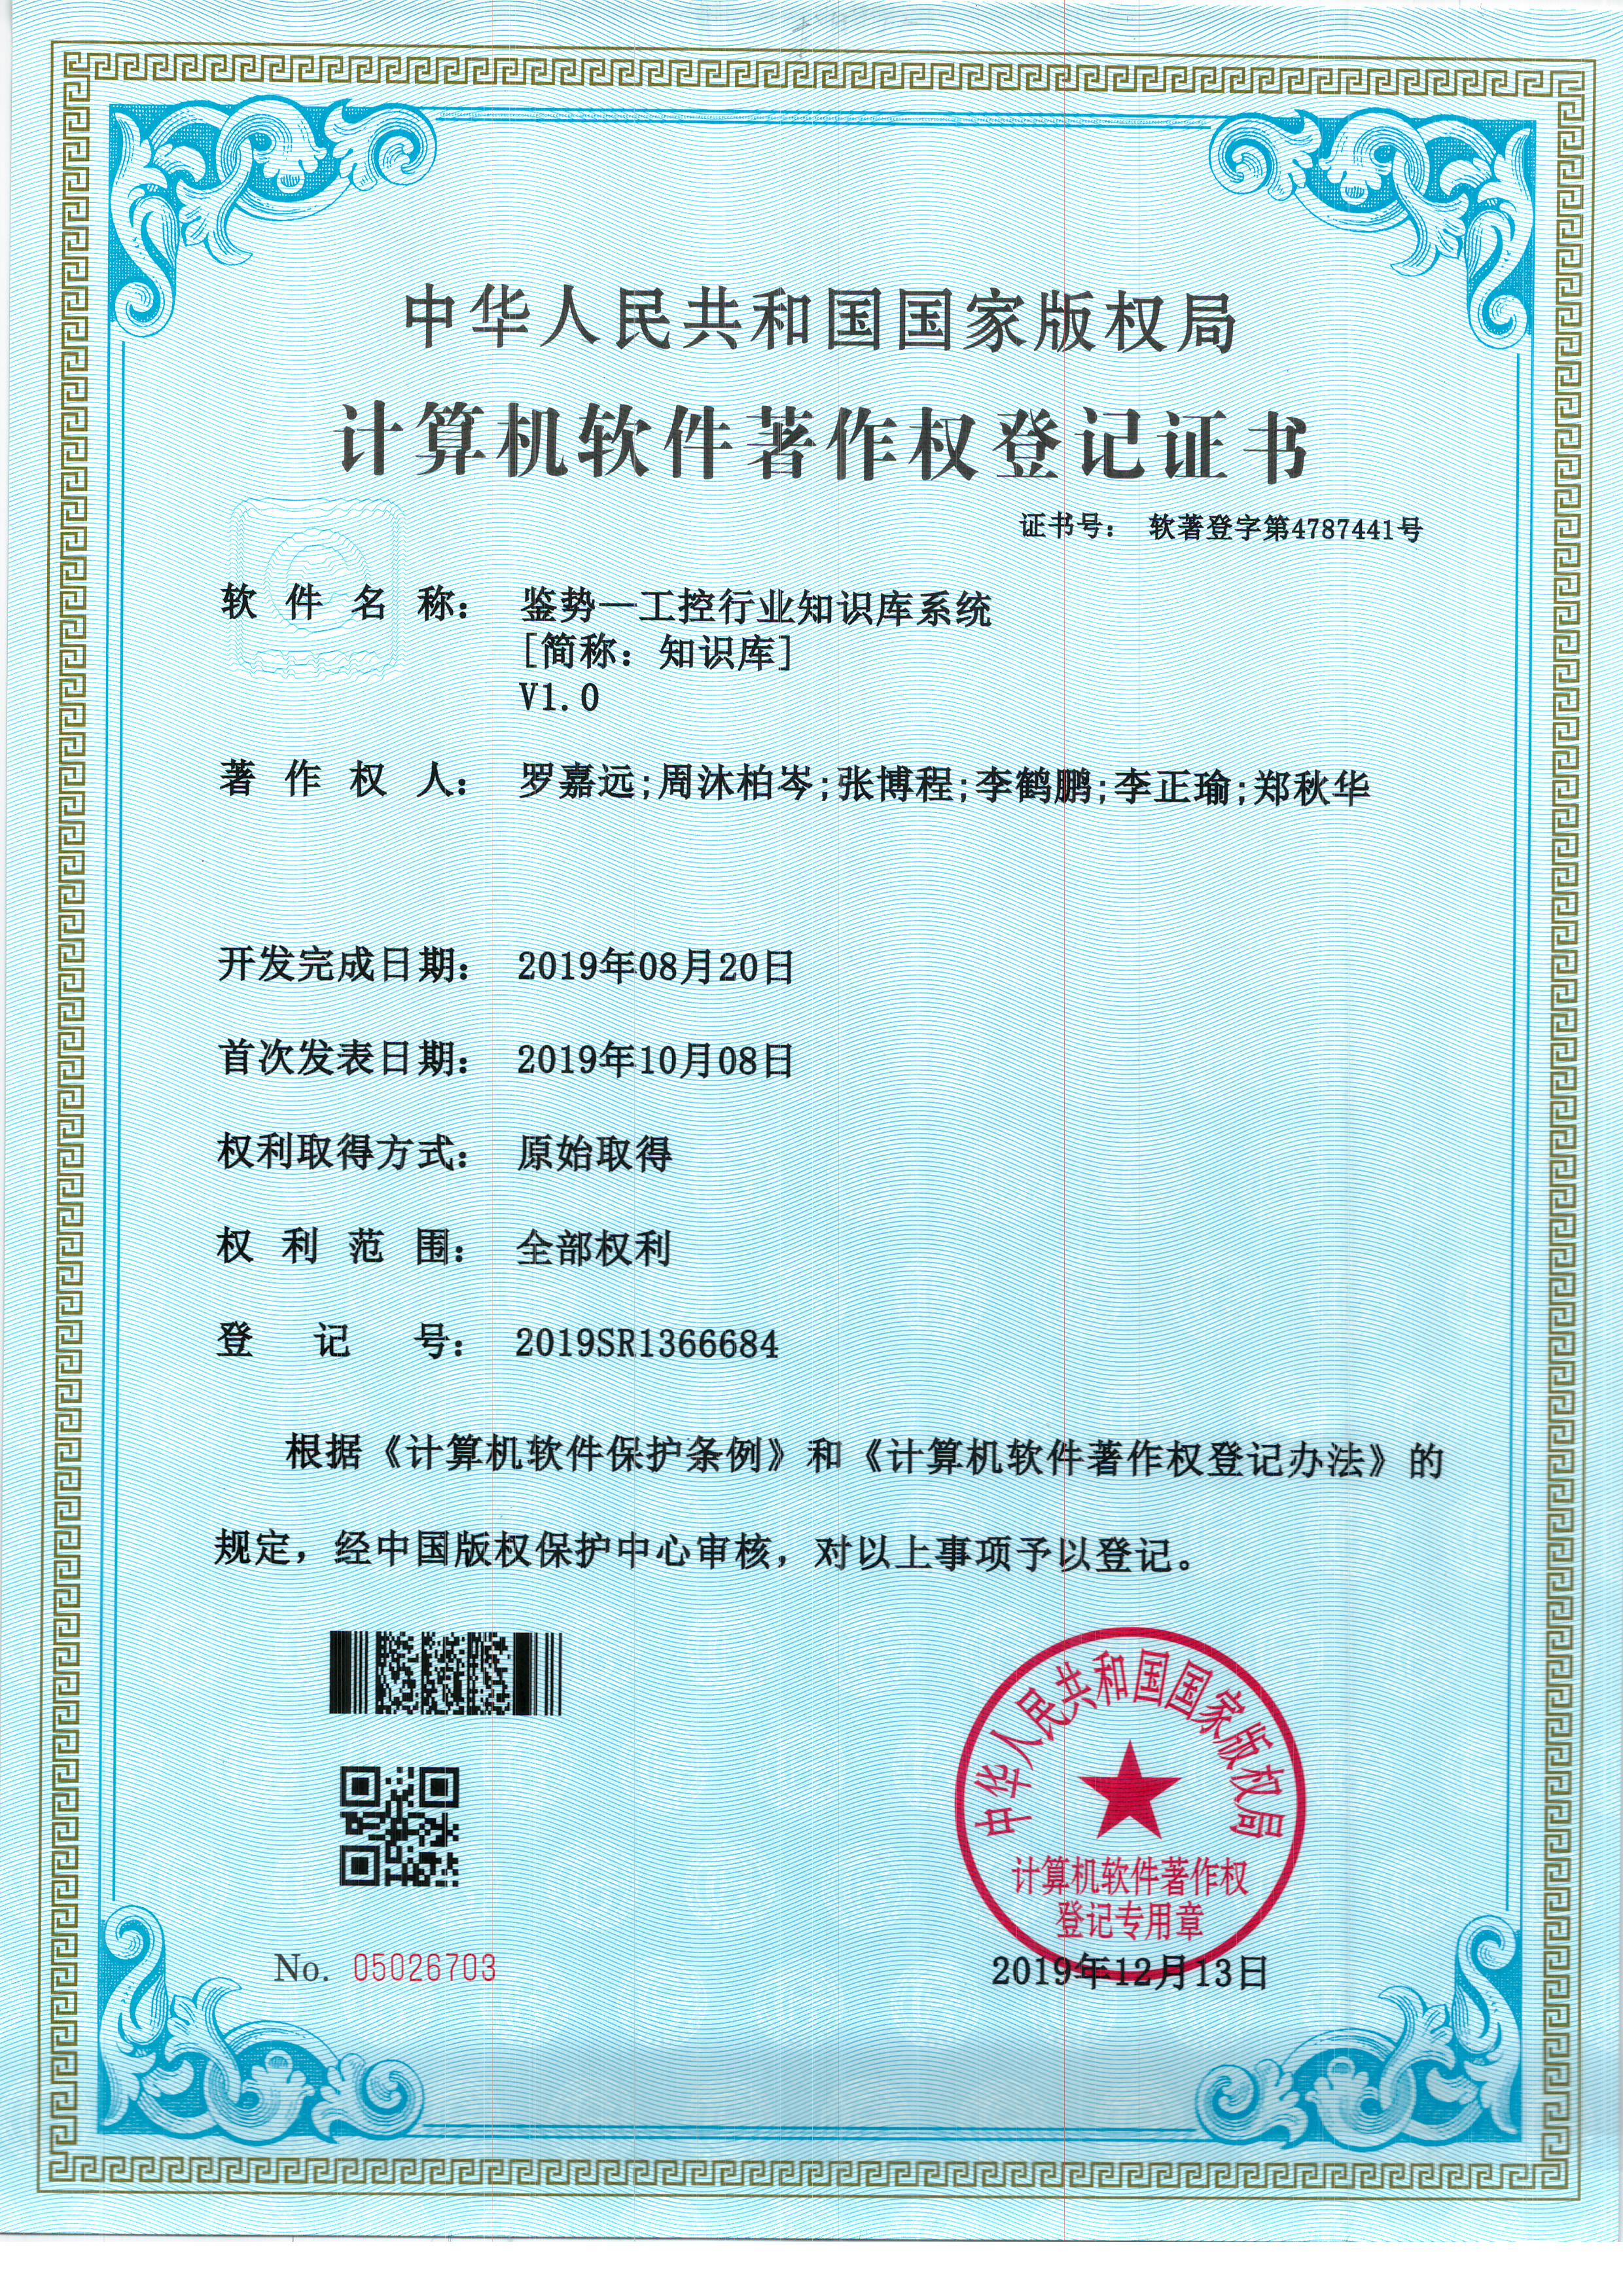 中华人民共和国国家版权局
计算机软件著作权登记证书
证书号： 软著登字第4787441号
软件名称： 鉴势—工控行业知识库系统
[简称：知识库]
V1.0
著作权人： 罗嘉远;周沐柏岑;张博程;李鹤鹏;李正瑜;郑秋华
开发完成日期： 2019年08月20日
首次发表日期： 2019年10月08日
权利取得方式： 原始取得
权利范围： 全部权利
登记号： 2019SR1366684
根据《计算机软件保护条例》和《计算机软件著作权登记办法》的
规定，经中国版权保护中心审核，对以上事项予以登记。
中华人民共和国国家版权局
计算机软件著作权
登记专用章
No. 05026703
2019年12月13日